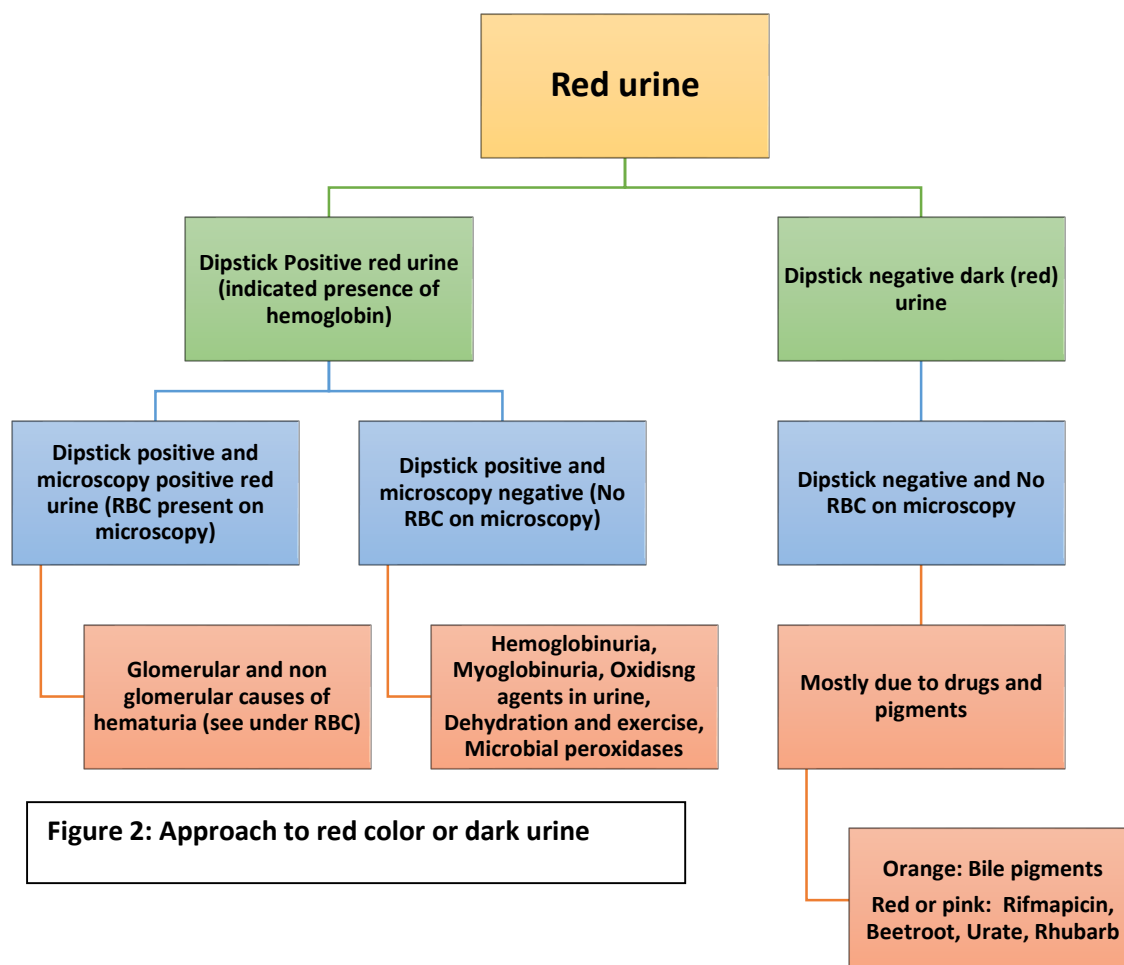 Red urine
Dipstick Positive red urine
(indicated presence of
hemoglobin)
Dipstick negative dark (red)
urine
Dipstick positive and
microscopy positive red
urine (RBC present on
microscopy)
Dipstick positive and
microscopy negative (No
RBC on microscopy)
Dipstick negative and No
RBC on microscopy
Glomerular and non
glomerular causes of
hematuria (see under RBC)
Hemoglobinuria,
Myoglobinuria, Oxidisng
agents in urine,
Dehydration and exercise,
Microbial peroxidases
Mostly due to drugs and
pigments
Figure 2: Approach to red color or dark urine
Orange: Bile pigments
Red or pink: Rifmapicin,
Beetroot, Urate, Rhubarb